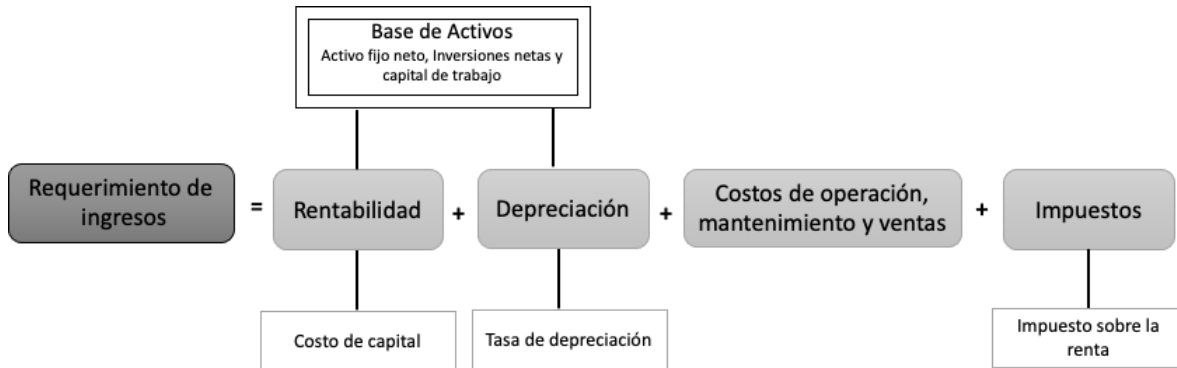 Base de Activos
Activo fijo neto, Inversiones netas y
capital de trabajo
Requerimiento de
ingresos
=
Rentabilidad
+
Depreciación
+
Costos de operación,
mantenimiento y ventas
+
Impuestos
Costo de capital
Tasa de depreciación
Impuesto sobre la
renta